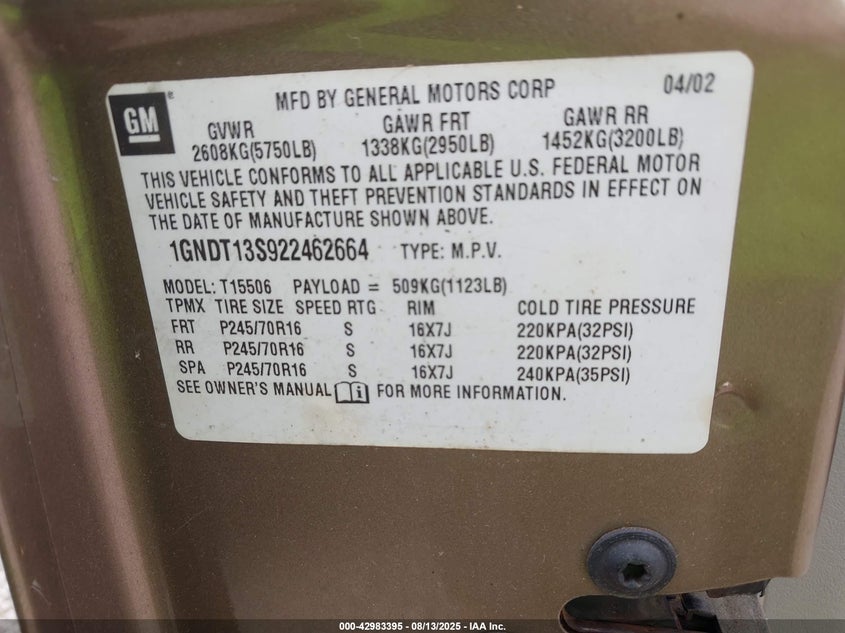 GM ® MFD BY GENERAL MOTORS CORP 04/02
GVWR GAWR FRT GAWR RR
2608KG(5750LB) 1338KG(2950LB) 1452KG(3200LB)
THIS VEHICLE CONFORMS TO ALL APPLICABLE U.S. FEDERAL MOTOR
VEHICLE SAFETY AND THEFT PREVENTION STANDARDS IN EFFECT ON
THE DATE OF MANUFACTURE SHOWN ABOVE.
1GNDT13S922462664 TYPE: M.P.V.
MODEL: T15506 PAYLOAD = 509KG(1123LB)
TPMX TIRE SIZE SPEED RTG RIM COLD TIRE PRESSURE
FRT P245/70R16 S 16X7J 220KPA(32PSI)
RR P245/70R16 S 16X7J 220KPA(32PSI)
SPA P245/70R16 S 16X7J 240KPA(35PSI)
SEE OWNER'S MANUAL i FOR MORE INFORMATION.
000-42983395 - 08/13/2025 - IAA Inc.